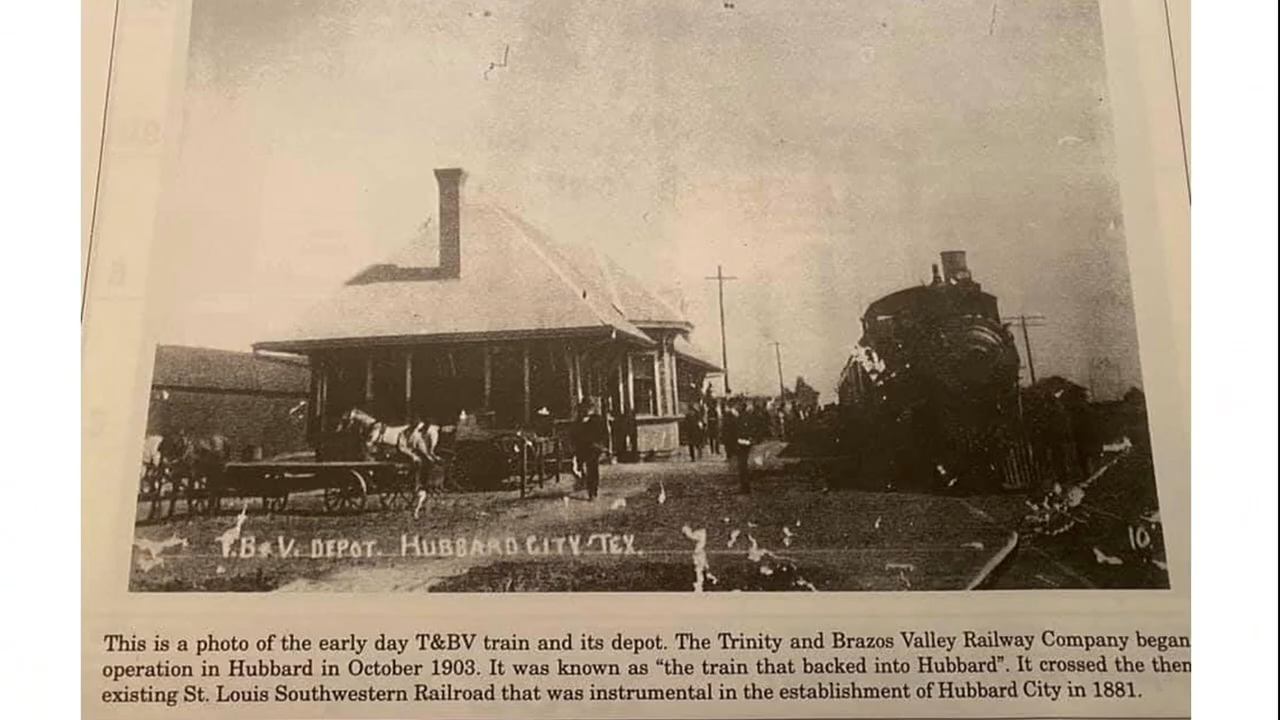 T.B&V. DEPOT. HUBBARD CITY TEX.
10
This is a photo of the early day T&BV train and its depot. The Trinity and Brazos Valley Railway Company began
operation in Hubbard in October 1903. It was known as “the train that backed into Hubbard”. It crossed the then
existing St. Louis Southwestern Railroad that was instrumental in the establishment of Hubbard City in 1881.